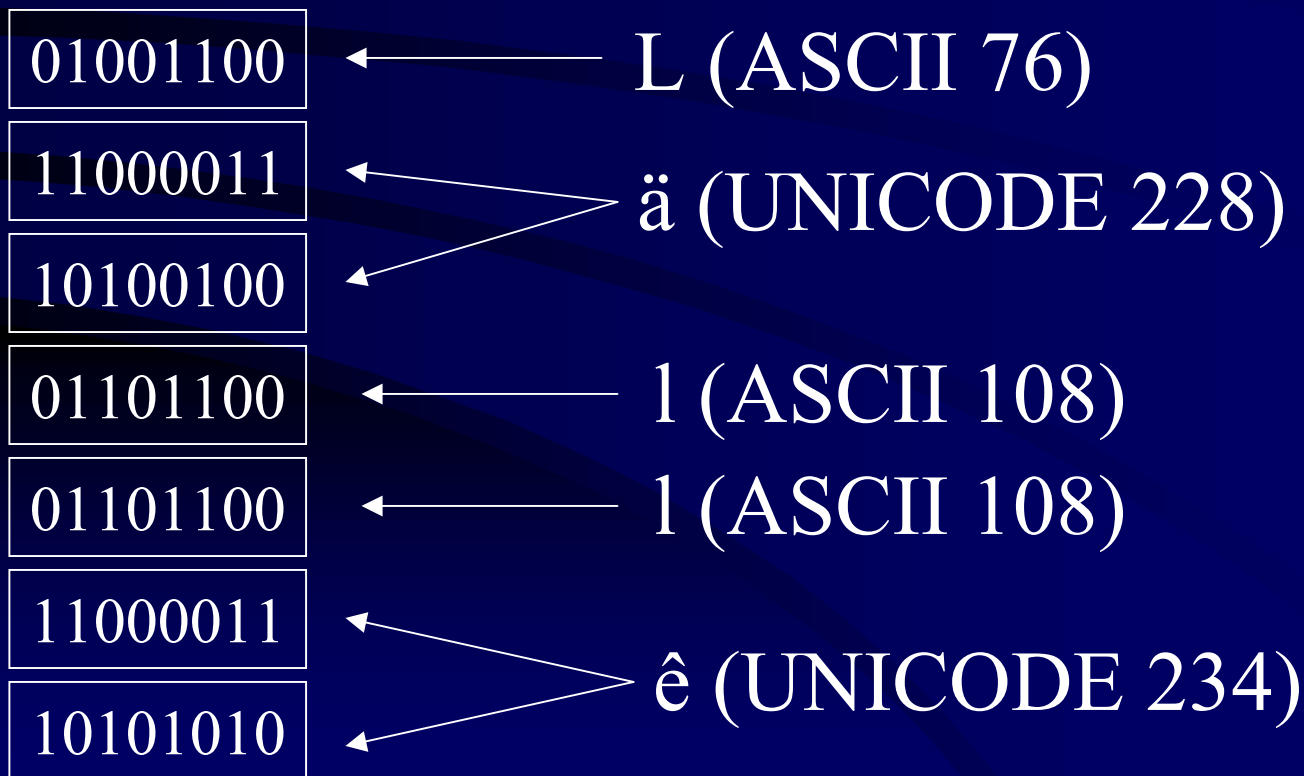 01001100 L (ASCII 76)
11000011
ä (UNICODE 228)
10100100
01101100 l (ASCII 108)
01101100 l (ASCII 108)
11000011
ê (UNICODE 234)
10101010